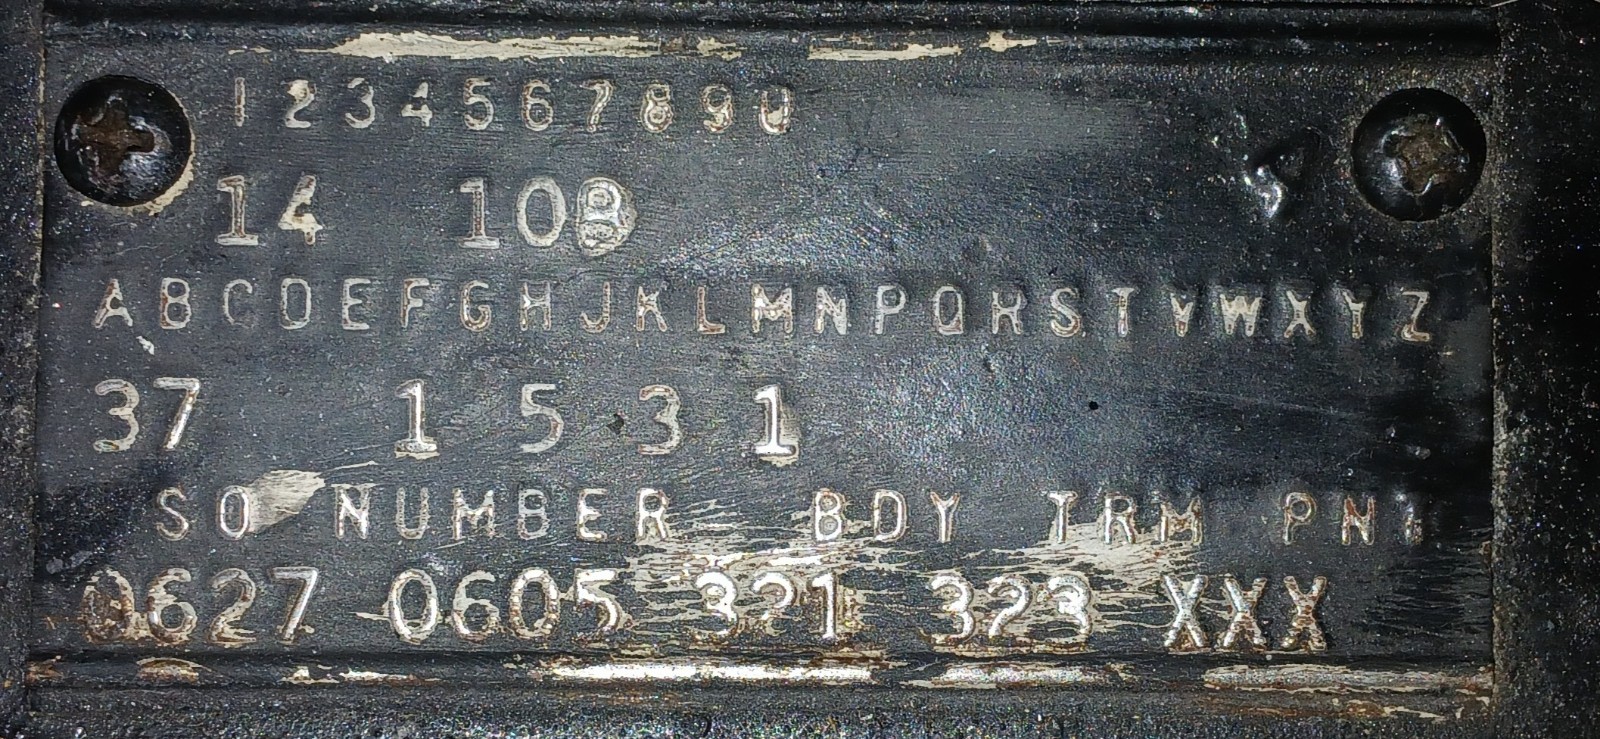 1234567890
14 108
ABCDEFGHJKLMNPQRSTVWXYZ
37 1 5 3 1
SO NUMBER BDY TRM PNT
0627 0605 321 323 XXX